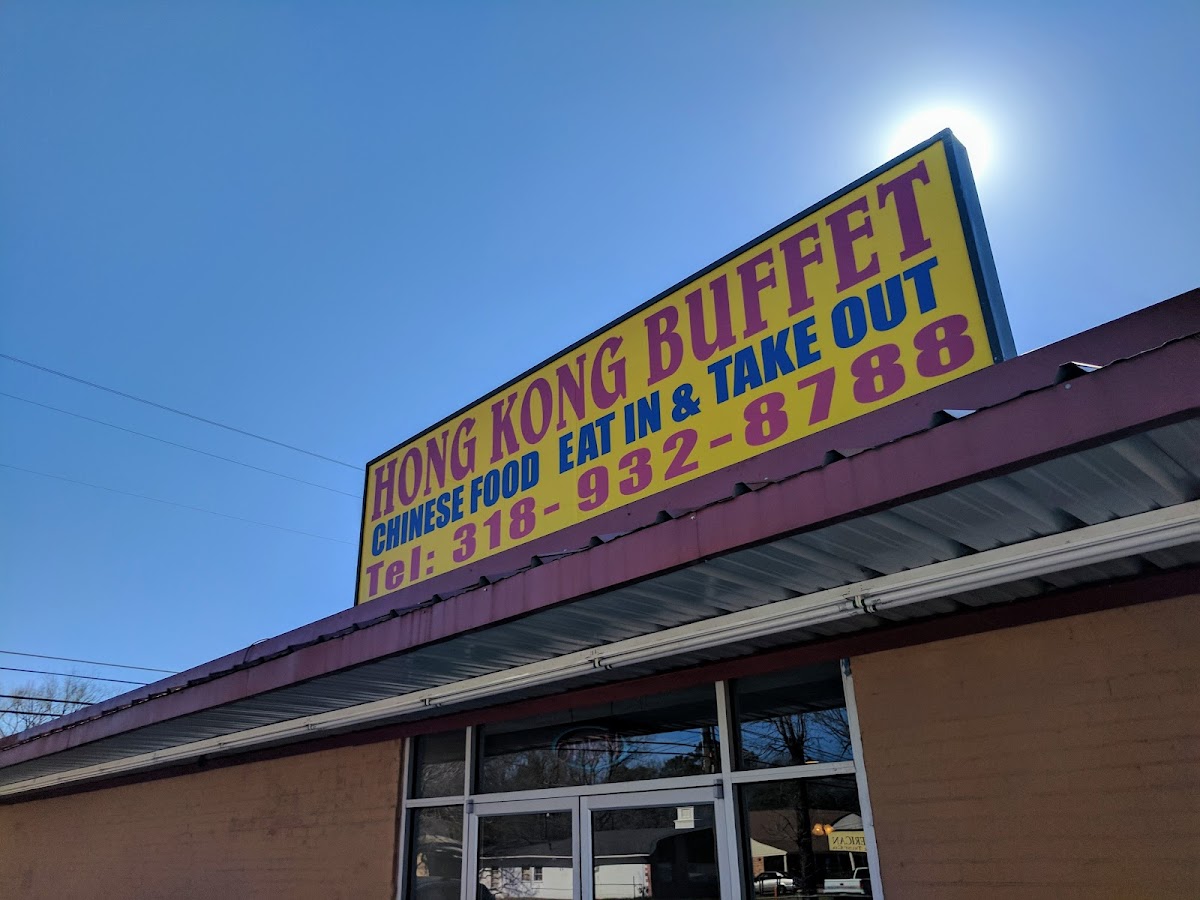 HONG KONG BUFFET
CHINESE FOOD EAT IN & TAKE OUT
Tel: 318-932-8788